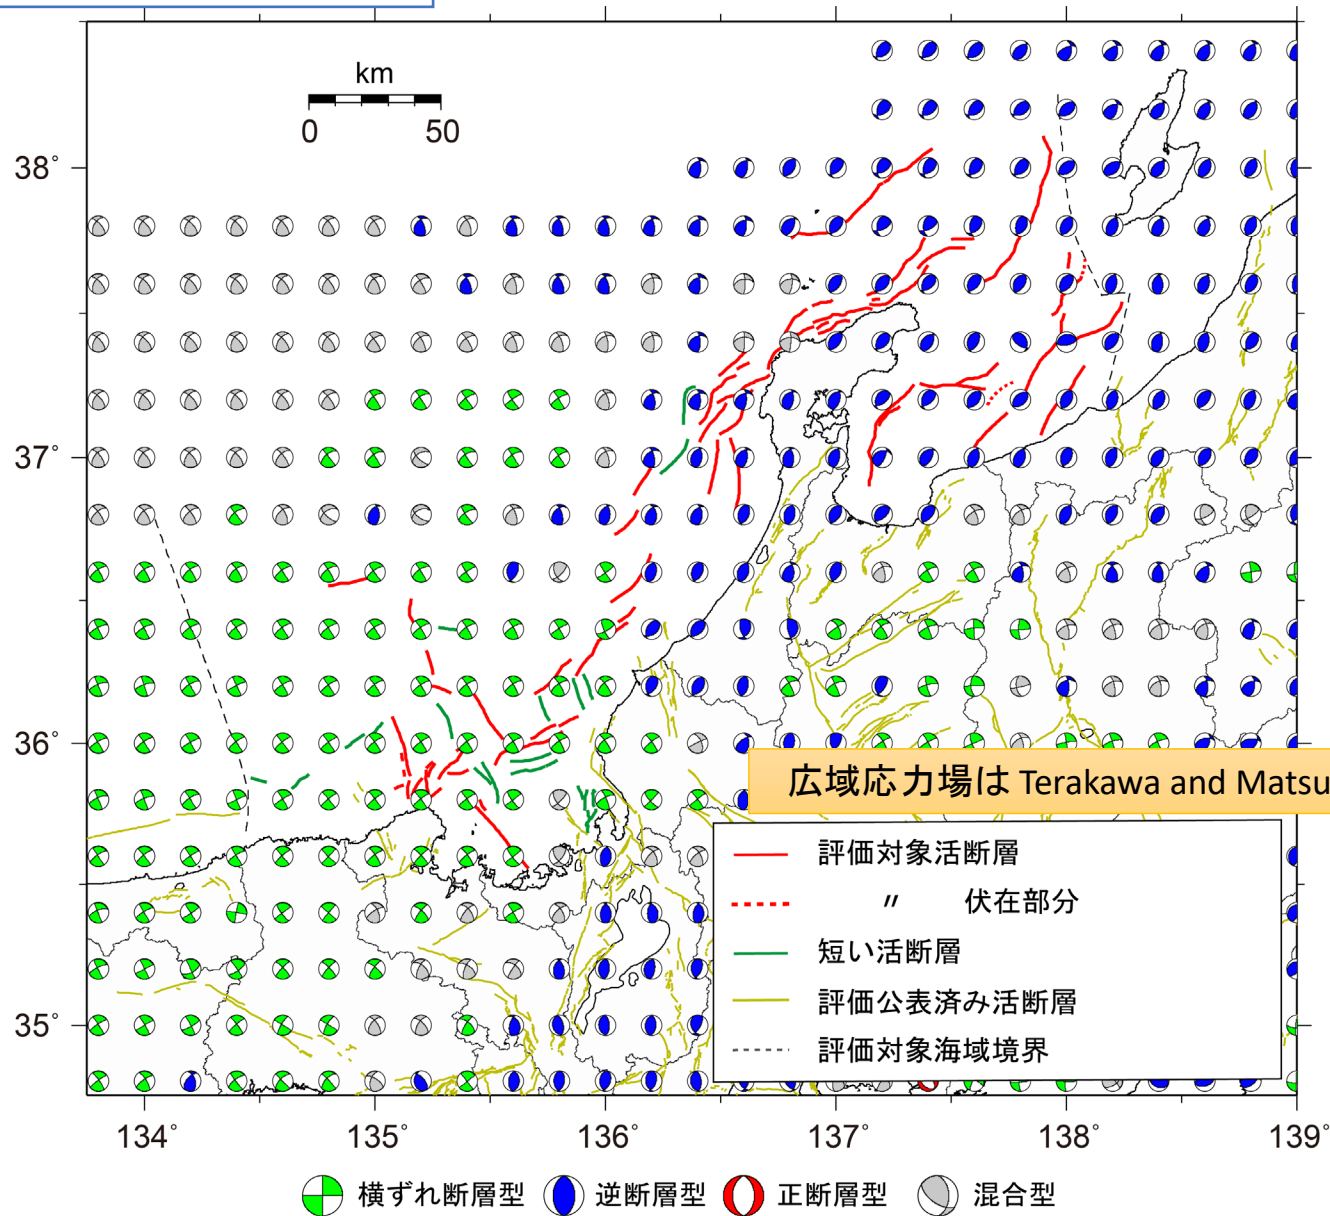 km
0 50
38°
37°
36°
35°
広域応力場は Terakawa and Matsu
評価対象活断層
〃 伏在部分
短い活断層
評価公表済み活断層
評価対象海域境界
134° 135° 136° 137° 138° 139°
横ずれ断層型 逆断層型 正断層型 混合型